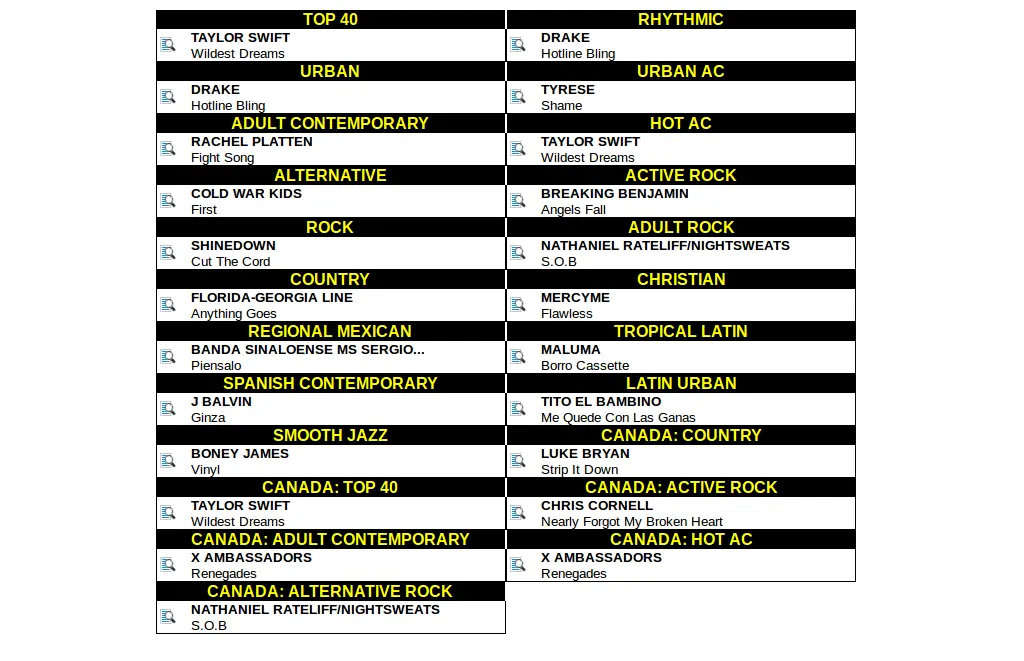 TOP 40
TAYLOR SWIFT
Wildest Dreams
RHYTHMIC
DRAKE
Hotline Bling
URBAN
DRAKE
Hotline Bling
URBAN AC
TYRESE
Shame
ADULT CONTEMPORARY
RACHEL PLATTEN
Fight Song
HOT AC
TAYLOR SWIFT
Wildest Dreams
ALTERNATIVE
COLD WAR KIDS
First
ACTIVE ROCK
BREAKING BENJAMIN
Angels Fall
ROCK
SHINEDOWN
Cut The Cord
ADULT ROCK
NATHANIEL RATELIFF/NIGHTSWEATS
S.O.B
COUNTRY
FLORIDA-GEORGIA LINE
Anything Goes
CHRISTIAN
MERCYME
Flawless
REGIONAL MEXICAN
BANDA SINALOENSE MS SERGIO...
Piensalo
TROPICAL LATIN
MALUMA
Borro Cassette
SPANISH CONTEMPORARY
J BALVIN
Ginza
LATIN URBAN
TITO EL BAMBINO
Me Quede Con Las Ganas
SMOOTH JAZZ
BONEY JAMES
Vinyl
CANADA: COUNTRY
LUKE BRYAN
Strip It Down
CANADA: TOP 40
TAYLOR SWIFT
Wildest Dreams
CANADA: ACTIVE ROCK
CHRIS CORNELL
Nearly Forgot My Broken Heart
CANADA: ADULT CONTEMPORARY
X AMBASSADORS
Renegades
CANADA: HOT AC
X AMBASSADORS
Renegades
CANADA: ALTERNATIVE ROCK
NATHANIEL RATELIFF/NIGHTSWEATS
S.O.B